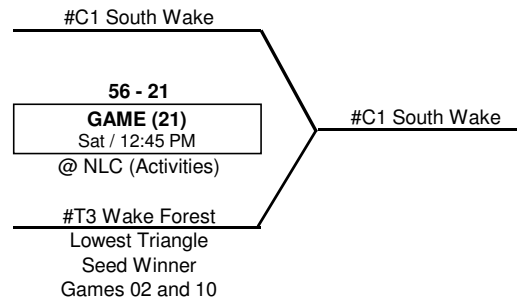 #C1 South Wake
56 - 21
GAME (21)
Sat / 12:45 PM
@ NLC (Activities)
#C1 South Wake
#T3 Wake Forest
Lowest Triangle
Seed Winner
Games 02 and 10